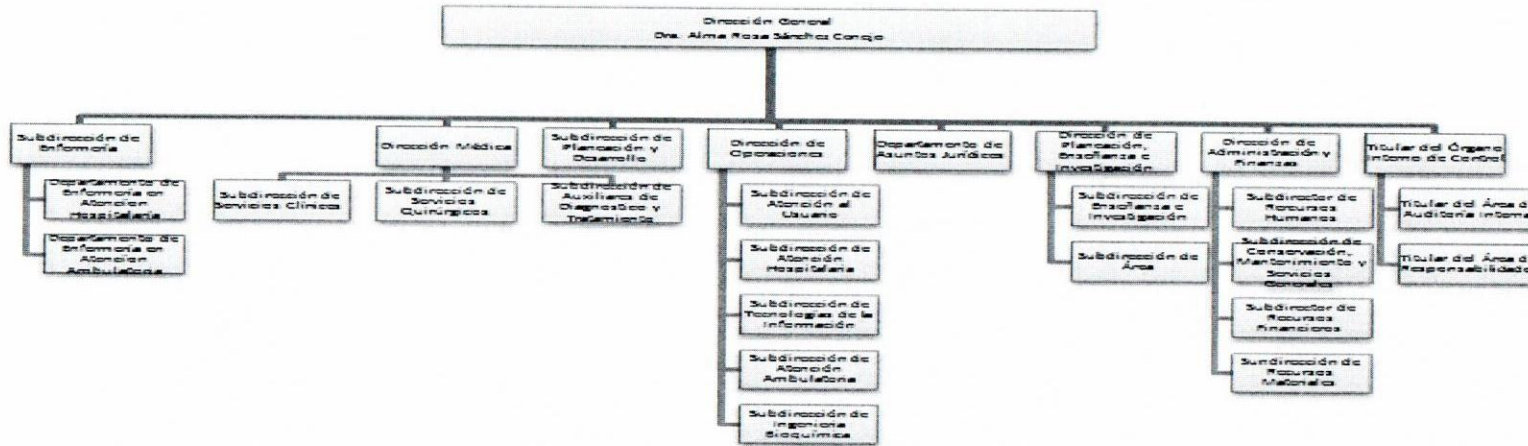 Dirección General
Dra. Alma Rosa Sánchez Conejo
Subdirección de
Enfermería
Dirección Médica
Subdirección de
Planeación y
Desarrollo
Dirección de
Operaciones
Departamento de
Asuntos Jurídicos
Dirección de
Planeación,
Enseñanza e
Investigación
Dirección de
Administración y
Finanzas
Titular del Órgano
Interno de Control
Departamento de
Enfermería en
Atención
Hospitalaria
Departamento de
Enfermería en
Atención
Ambulatoria
Subdirección de
Servicios Clínicos
Subdirección de
Servicios
Quirúrgicos
Subdirección de
Auxiliares de
Diagnóstico y
Tratamiento
Subdirección de
Atención al
Usuario
Subdirección de
Atención
Hospitalaria
Subdirección de
Tecnologías de la
Información
Subdirección de
Atención
Ambulatoria
Subdirección de
Ingeniería
Bioquímica
Subdirección de
Enseñanza e
Investigación
Subdirección de
Área
Subdirector de
Recursos
Humanos
Subdirección de
Conservación,
Mantenimiento y
Servicios
Generales
Subdirector de
Recursos
Financieros
Sundirección de
Recursos
Materiales
Titular del Área de
Auditoría Interna
Titular del Área de
Responsabilidade